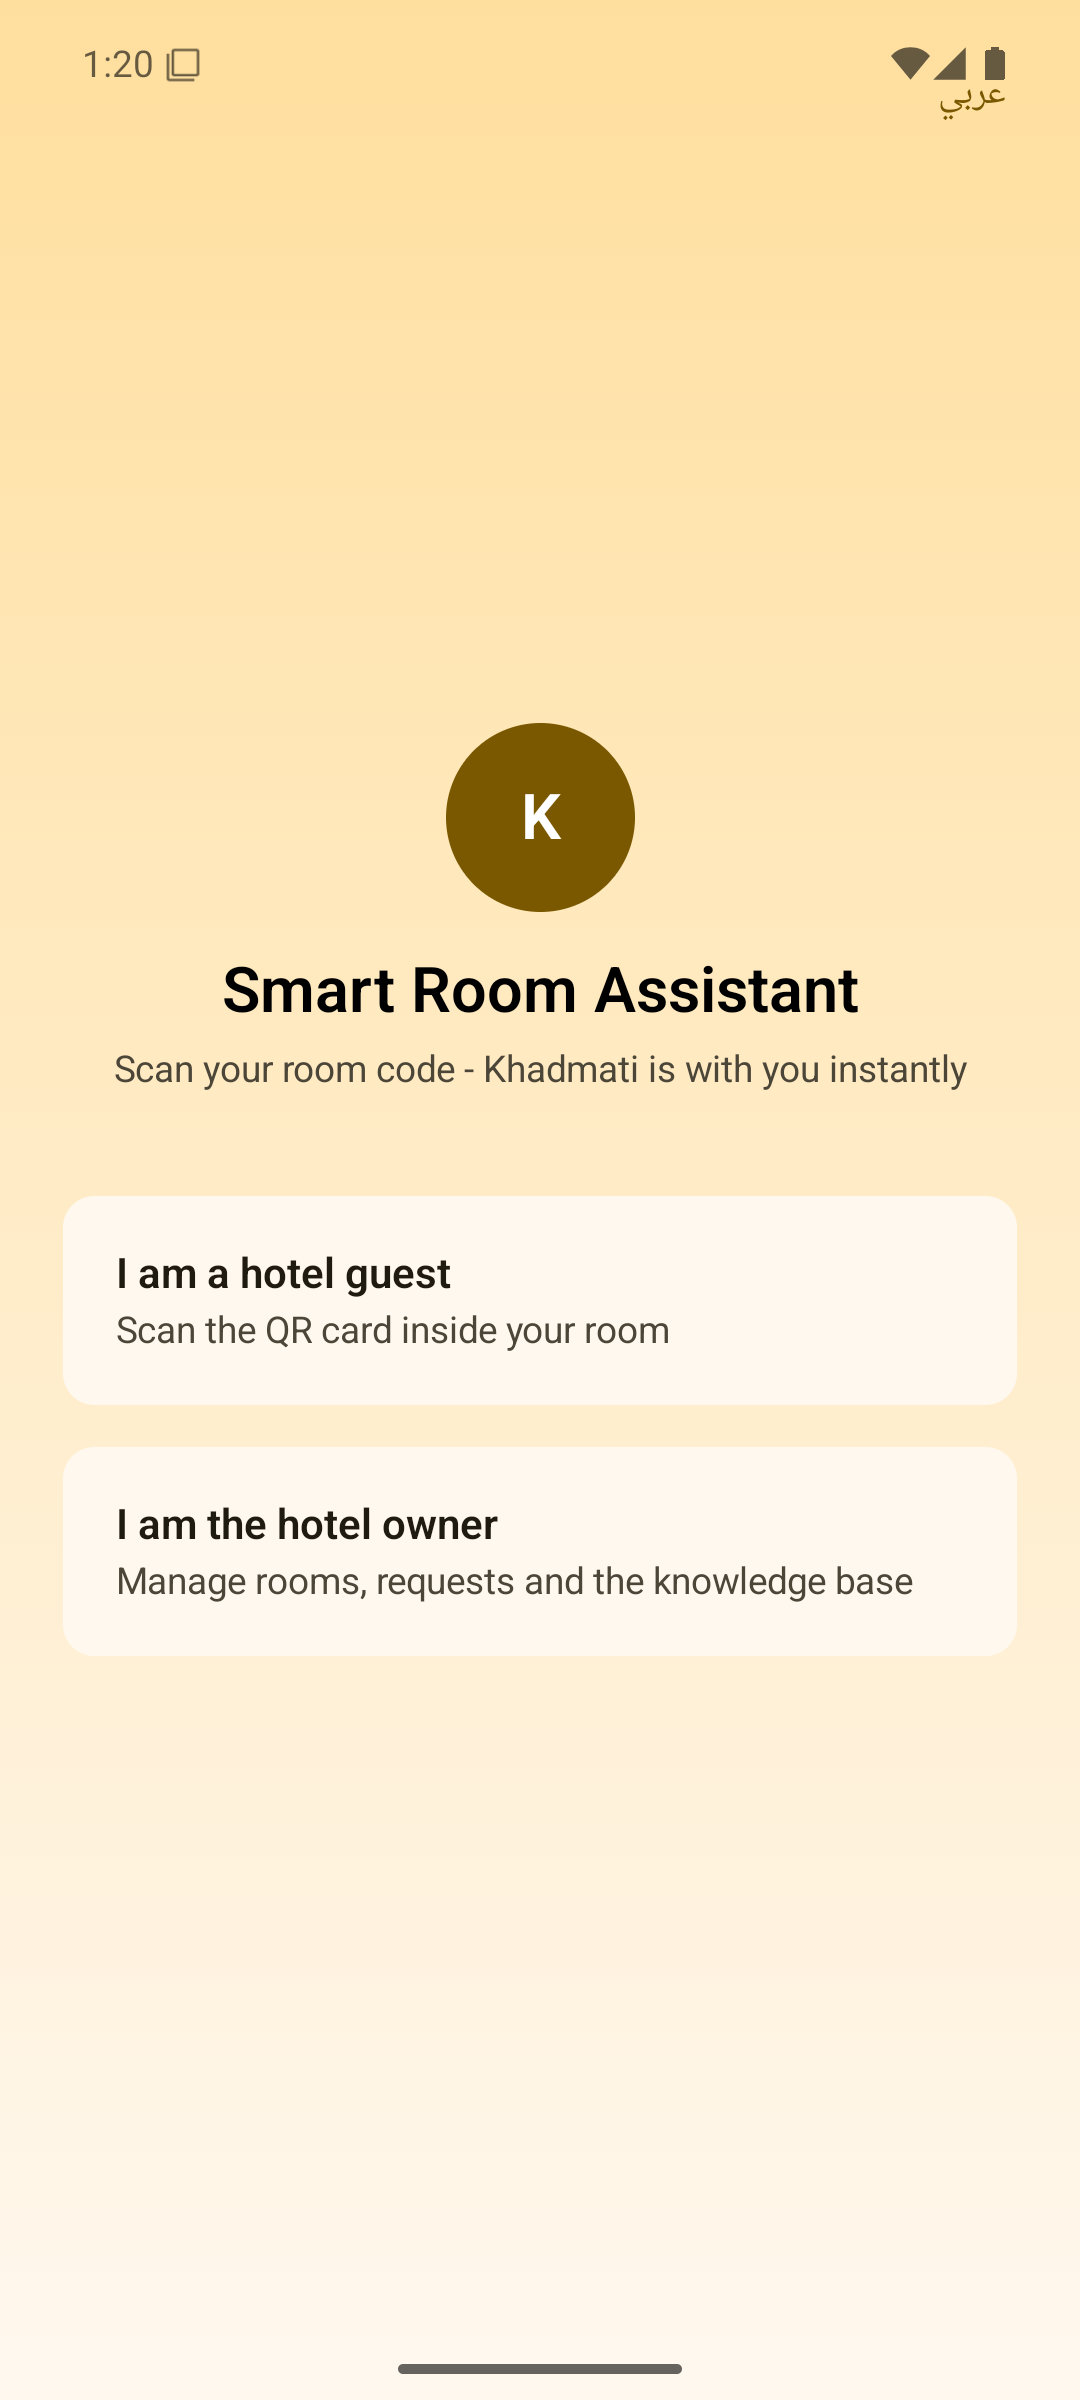 1:20
عربي
K
Smart Room Assistant
Scan your room code - Khadmati is with you instantly
I am a hotel guest
Scan the QR card inside your room
I am the hotel owner
Manage rooms, requests and the knowledge base